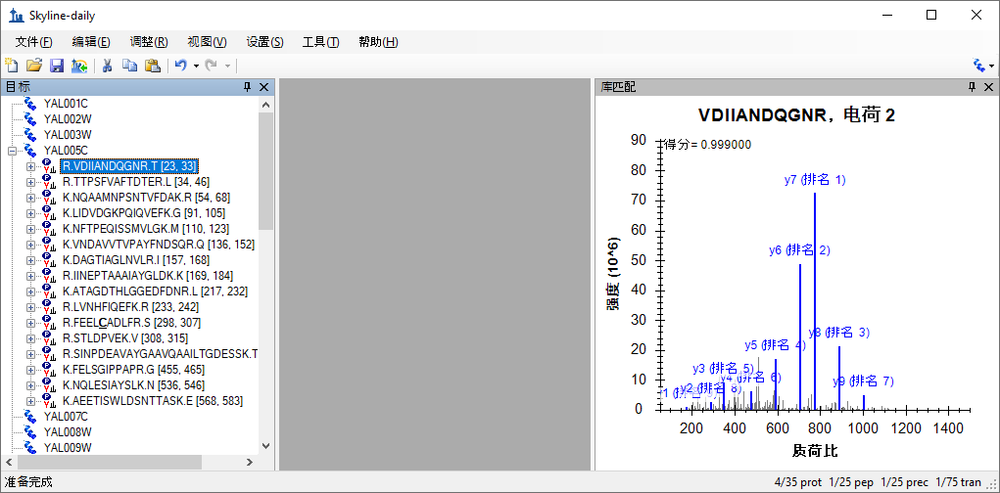 Skyline-daily
文件(F) 编辑(E) 调整(R) 视图(V) 设置(S) 工具(T) 帮助(H)
目标
YAL001C
YAL002W
YAL003W
YAL005C
R.VDIIANDQGNR.T [23, 33]
R.TTPSFVAFTDTER.L [34, 46]
K.NQAAMNPSNTVFDAK.R [54, 68]
K.LIDVDGKPQIQVEFK.G [91, 105]
K.NFTPEQISSMVLGK.M [110, 123]
K.VNDAVVTVPAYFNDSQR.Q [136, 152]
K.DAGTIAGLNVLR.I [157, 168]
R.IINEPTAAAIAYGLDK.K [169, 184]
K.ATAGDTHLGGEDFDNR.L [217, 232]
R.LVNHFIQEFK.R [233, 242]
R.FEELCADLFR.S [298, 307]
R.STLDPVEK.V [308, 315]
R.SINPDEAVAYGAAVQAAILTGDESSK.T
K.FELSGIPPAPR.G [455, 465]
K.NQLESIAYSLK.N [536, 546]
K.AEETISWLDSNTTASK.E [568, 583]
YAL007C
YAL008W
YAL009W
库匹配
VDIIANDQGNR, 电荷 2
得分= 0.999000
强度 (10^6)
90
80
70
60
50
40
30
20
10
0
y7 (排名 1)
y6 (排名 2)
y8 (排名 3)
y5 (排名 4)
y3 (排名 5)
y4 (排名 6)
y9 (排名 7)
y2 (排名 8)
200 400 600 800 1000 1200 1400
质荷比
准备完成
4/35 prot 1/25 pep 1/25 prec 1/75 tran